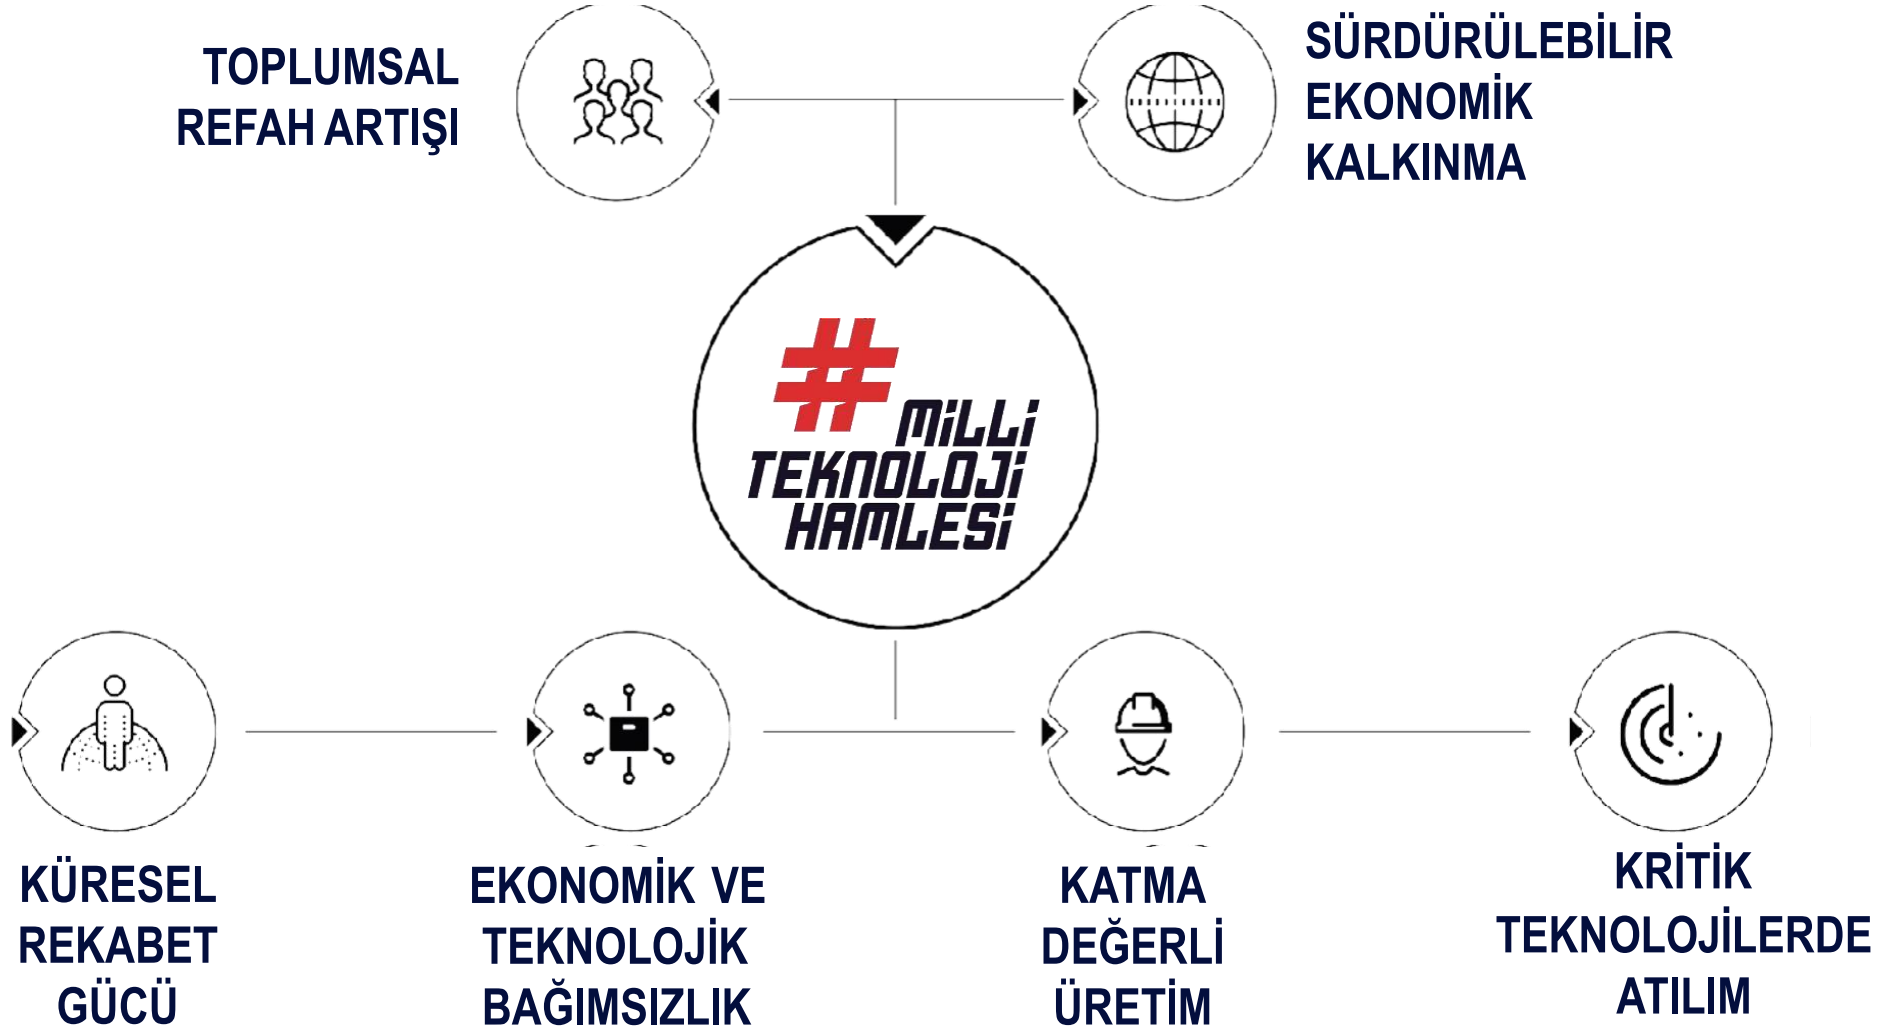 TOPLUMSAL
REFAH ARTIŞI
SÜRDÜRÜLEBİLİR
EKONOMİK
KALKINMA
#MİLLİ
TEKNOLOJİ
HAMLESİ
KÜRESEL
REKABET
GÜCÜ
EKONOMİK VE
TEKNOLOJİK
BAĞIMSIZLIK
KATMA
DEĞERLİ
ÜRETİM
KRİTİK
TEKNOLOJİLERDE
ATILIM